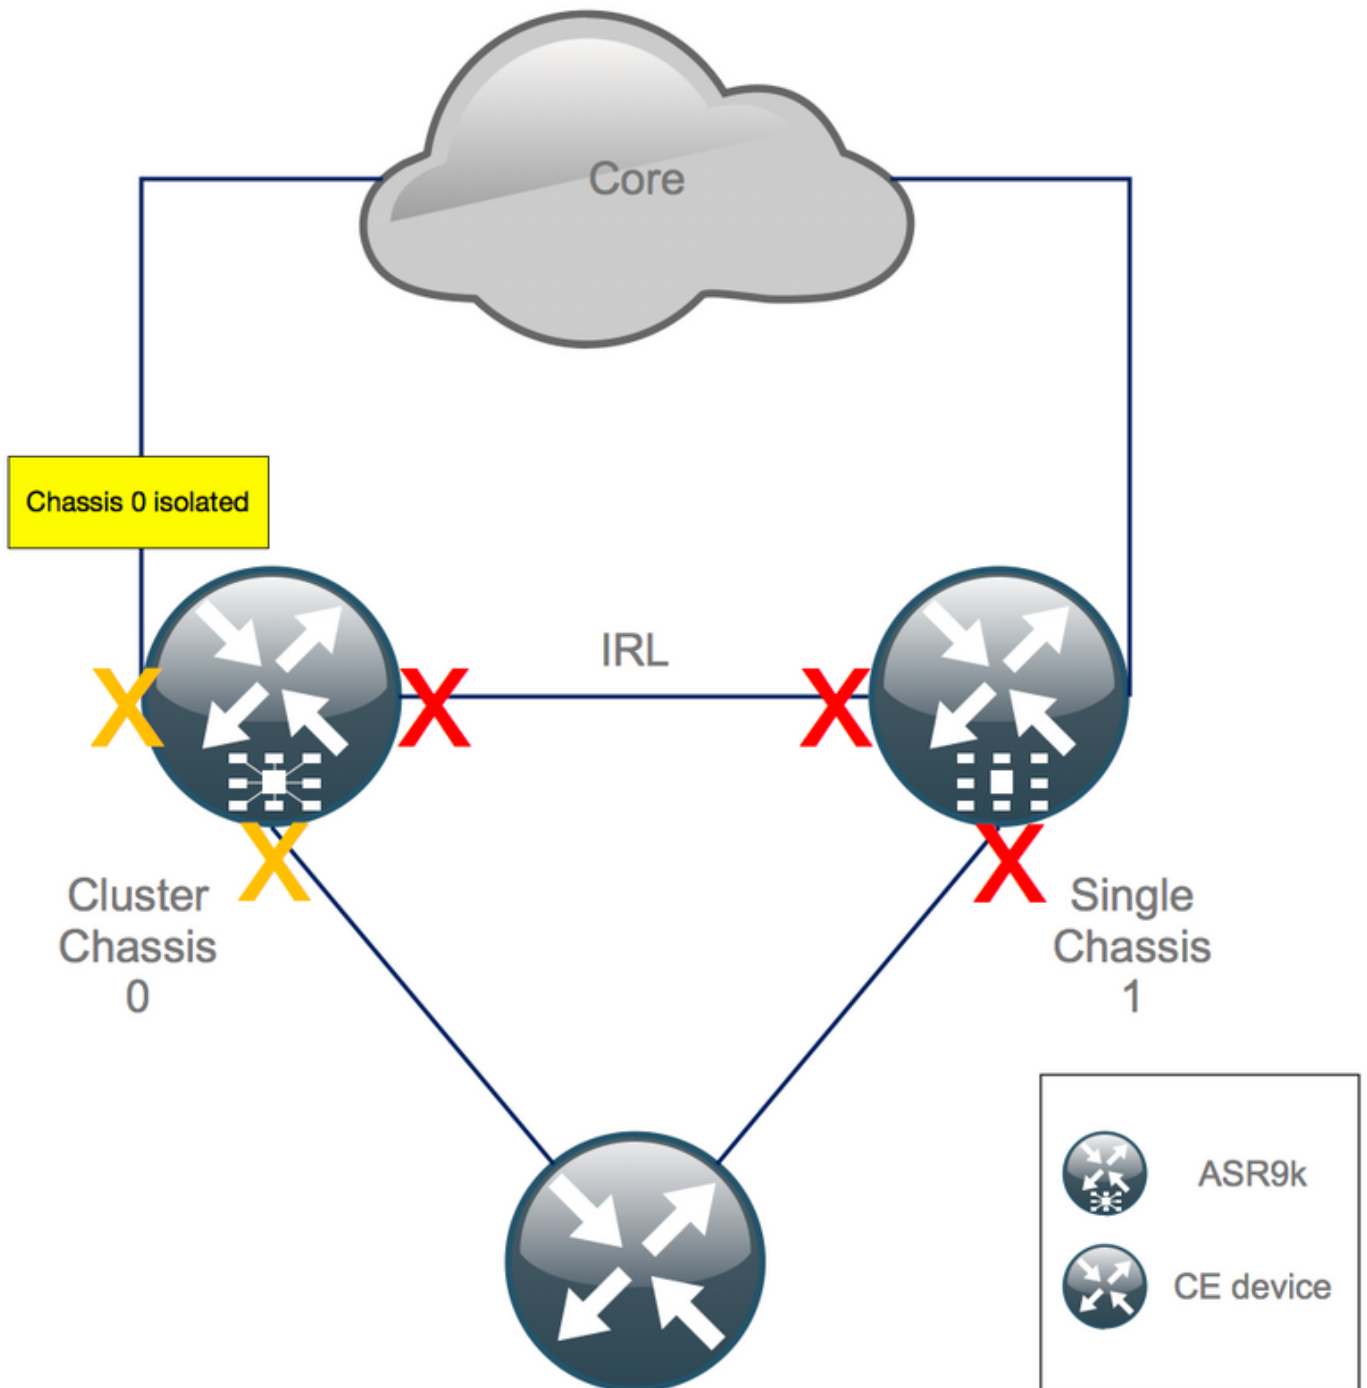 Core
Chassis 0 isolated
IRL
Cluster
Chassis
0
Single
Chassis
1
ASR9k
CE device